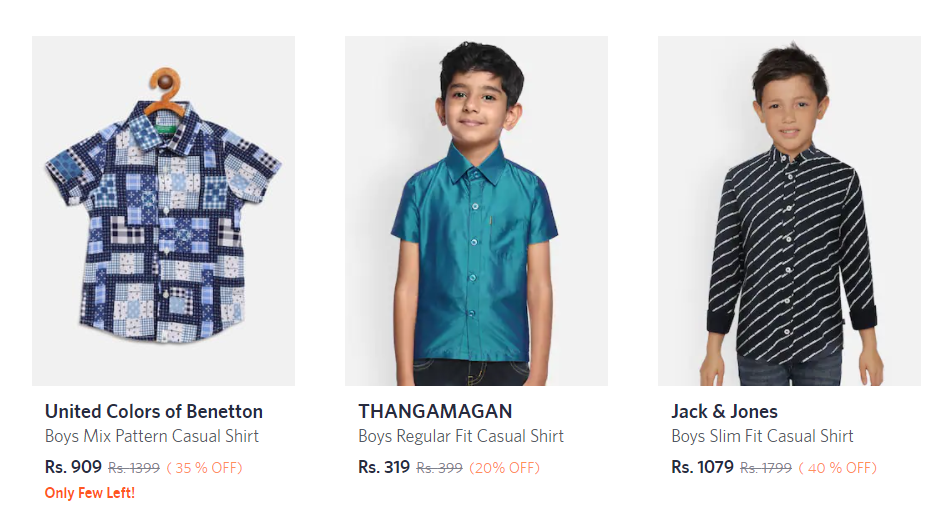 United Colors of Benetton
Boys Mix Pattern Casual Shirt
Rs. 909 Rs. 1399 ( 35 % OFF)
Only Few Left!
THANGAMAGAN
Boys Regular Fit Casual Shirt
Rs. 319 Rs. 399 (20% OFF)
Jack & Jones
Boys Slim Fit Casual Shirt
Rs. 1079 Rs. 1799 ( 40 % OFF)